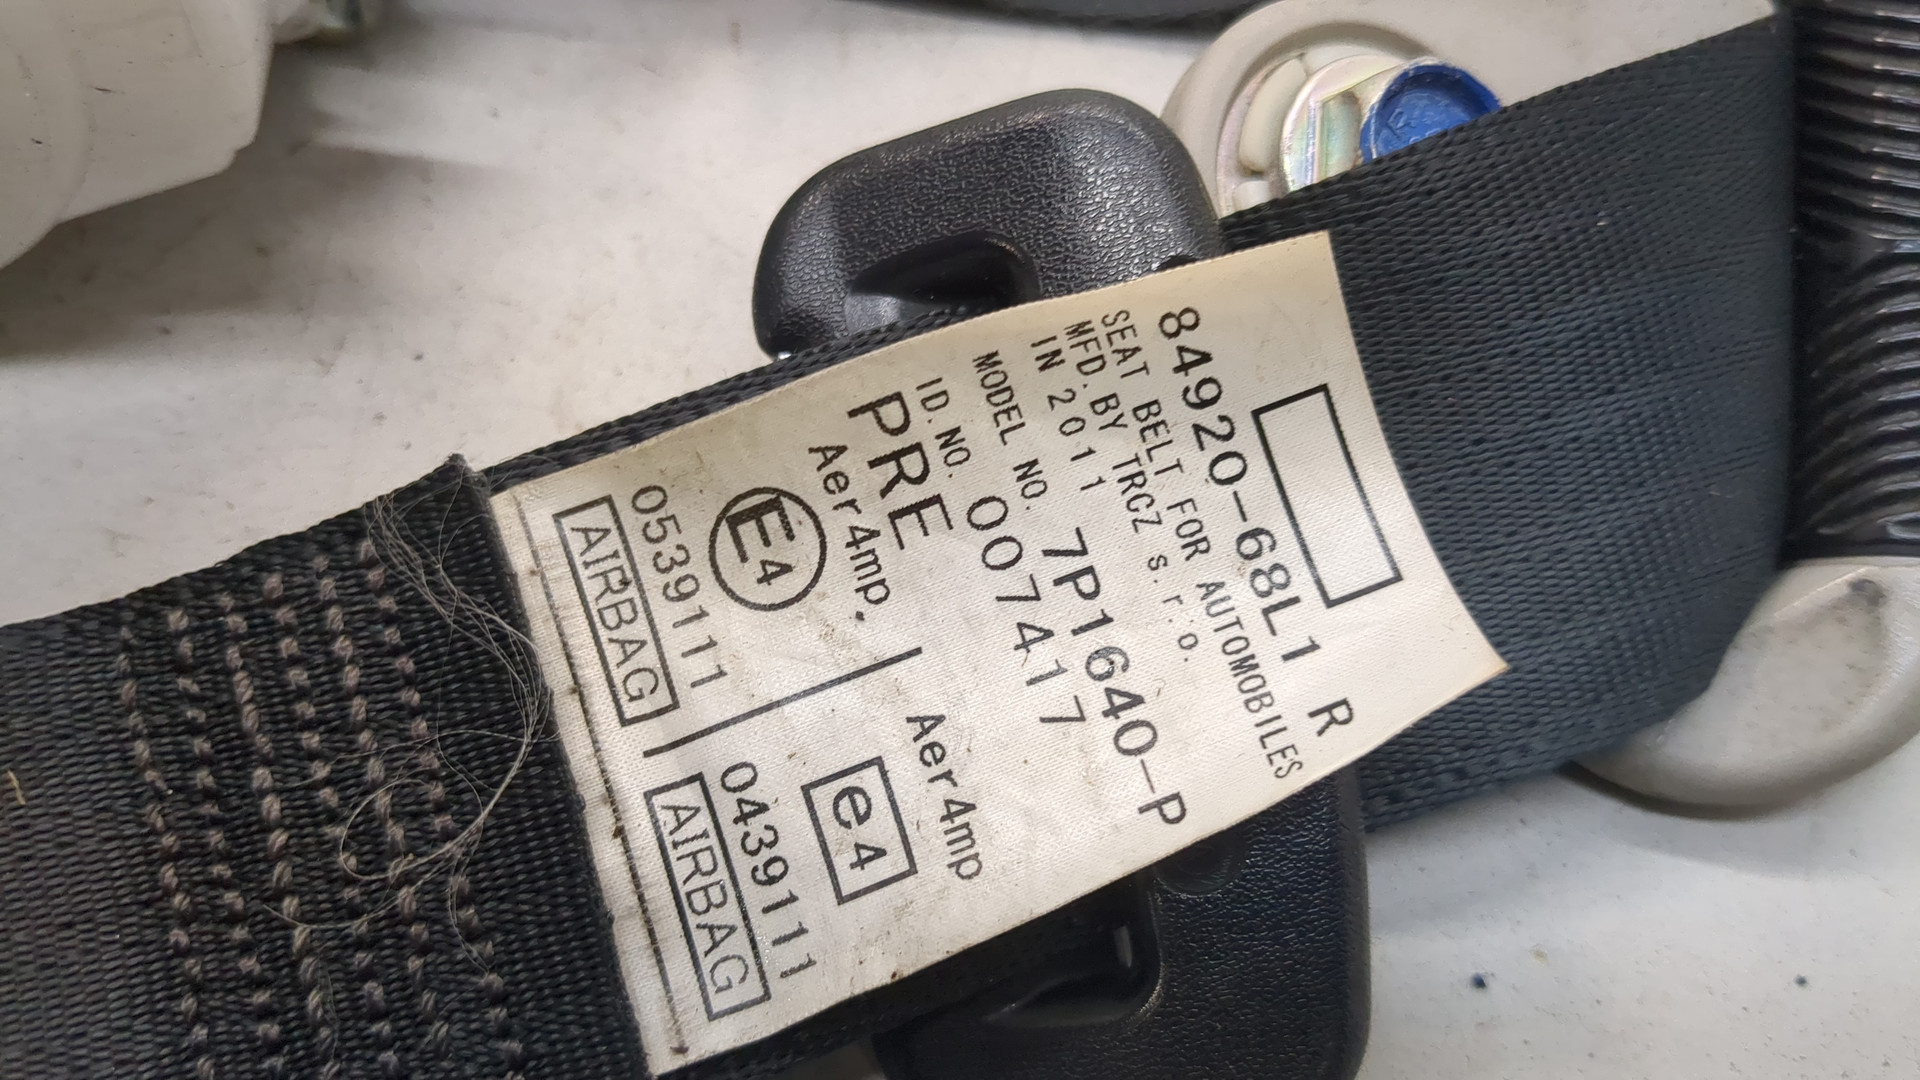 84920-68L1 R
SEAT BELT FOR AUTOMOBILES
MFD. BY TRCZ s. r. o.
IN 2011
MODEL NO. 7P1640-P
ID. NO. 007417
PRE
Aer4mp. Aer4mp
E4 e4
0539111 0439111
AIRBAG AIRBAG